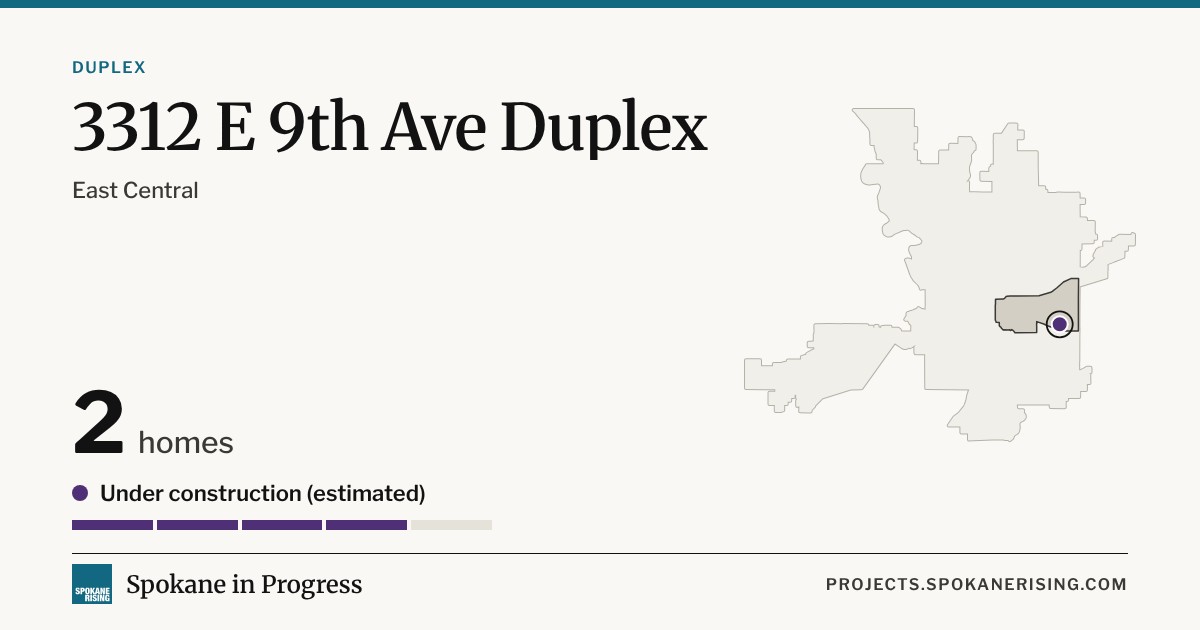 DUPLEX
3312 E 9th Ave Duplex
East Central
2 homes
Under construction (estimated)
SPOKANE
RISING
Spokane in Progress
PROJECTS.SPOKANERISING.COM